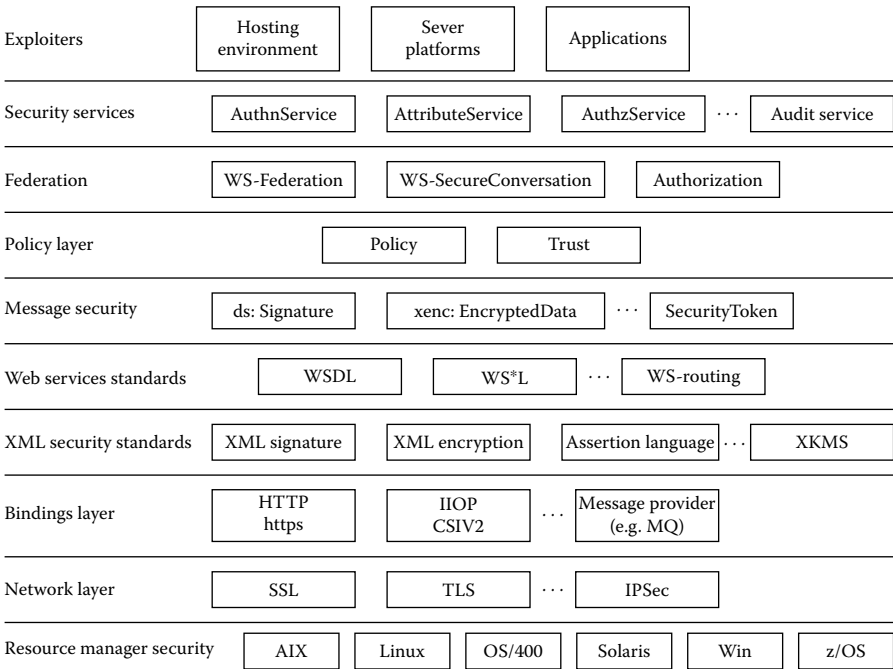 Exploiters
Hosting
environment
Sever
platforms
Applications
Security services
AuthnService
AttributeService
AuthzService
...
Audit service
Federation
WS-Federation
WS-SecureConversation
Authorization
Policy layer
Policy
Trust
Message security
ds: Signature
xenc: EncryptedData
...
SecurityToken
Web services standards
WSDL
WS*L
...
WS-routing
XML security standards
XML signature
XML encryption
Assertion language
...
XKMS
Bindings layer
HTTP
https
IIOP
CSIV2
...
Message provider
(e.g. MQ)
Network layer
SSL
TLS
...
IPSec
Resource manager security
AIX
Linux
OS/400
Solaris
Win
z/OS